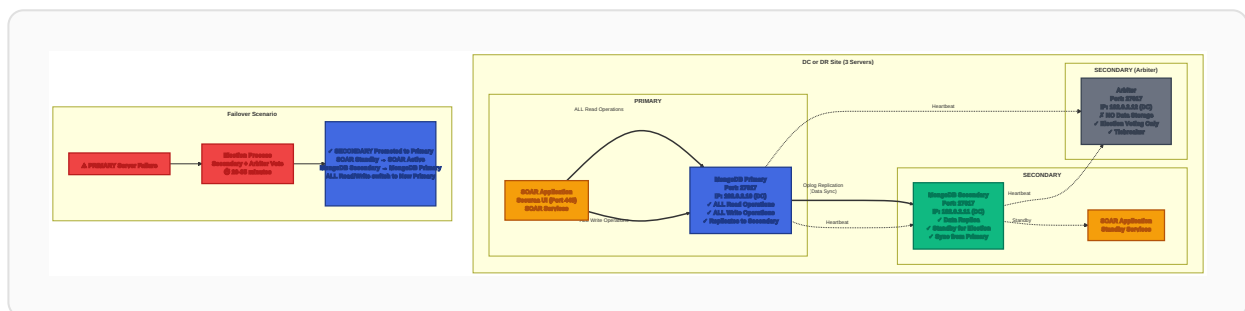 DC or DR Site (3 Servers)
SECONDARY (Arbiter)
Arbiter
Port: 27017
✗ NO Data Storage
✓ Election Voting Only
✓ Tiebreaker
PRIMARY
ALL Read Operations
Heartbeat
Failover Scenario
⚠ PRIMARY Server Failure
Election Process
Secondary + Arbiter Vote
minutes
✓ SECONDARY Promoted to Primary
SOAR Standby → SOAR Active
MongoDB Secondary → MongoDB Primary
ALL Read/Write switch to New Primary
SOAR Application
Securaa UI (Port 443)
SOAR Services
Write Operations
MongoDB Primary
Port: 27017
✓ ALL Read Operations
✓ ALL Write Operations
✓ Replicates to Secondary
Oplog Replication
(Data Sync)
Heartbeat
SECONDARY
MongoDB Secondary
Port: 27017
✓ Data Replica
✓ Standby for Election
✓ Sync from Primary
Heartbeat
Standby
SOAR Application
Standby Services